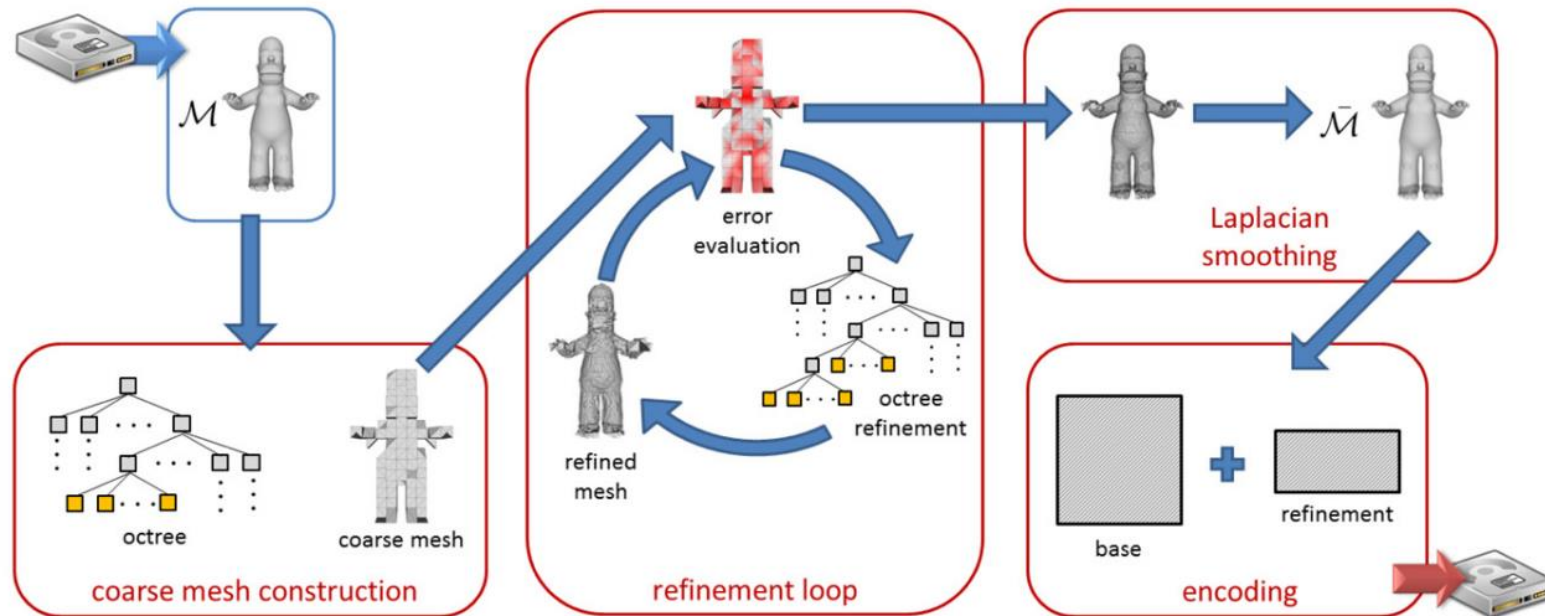 M
octree
coarse mesh
coarse mesh construction
error
evaluation
octree
refinement
refined
mesh
refinement loop
M̄
Laplacian
smoothing
base
refinement
encoding